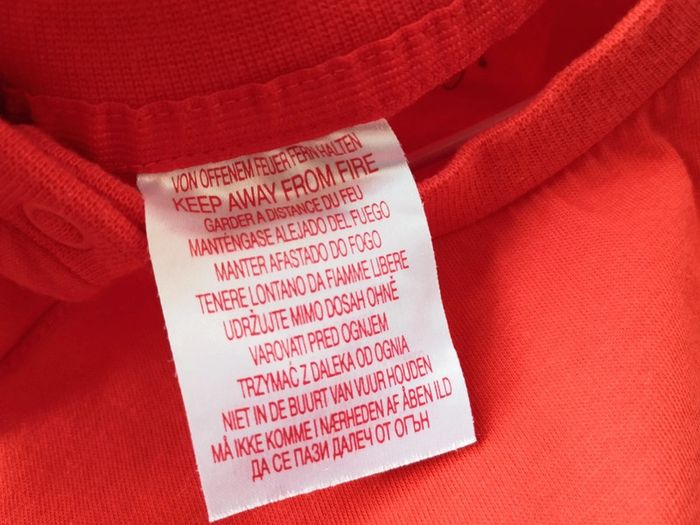 VON OFFENEM FEUER FERN HALTEN
KEEP AWAY FROM FIRE
GARDER A DISTANCE DU FEU
MANTÉNGASE ALEJADO DEL FUEGO
MANTER AFASTADO DO FOGO
TENERE LONTANO DA FIAMME LIBERE
UDRŽUJTE MIMO DOSAH OHNĚ
VAROVATI PRED OGNJEM
TRZYMAĆ Z DALEKA OD OGNIA
NIET IN DE BUURT VAN VUUR HOUDEN
MÅ IKKE KOMME I NÆRHEDEN AF ÅBEN ILD
ДА СЕ ПАЗИ ДАЛЕЧ ОТ ОГЪН